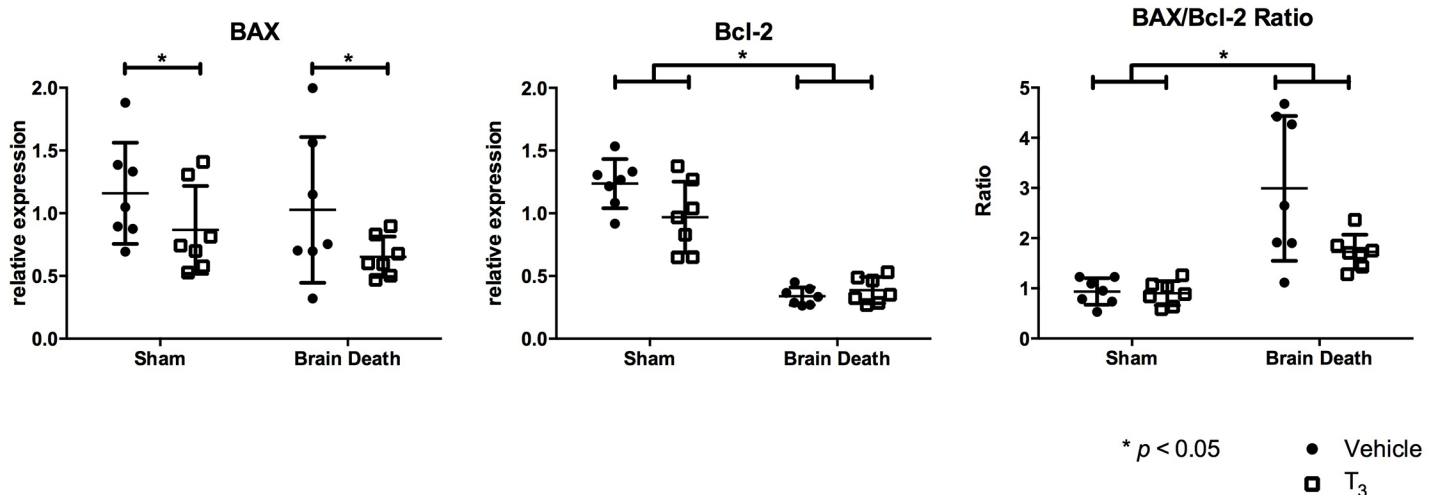 BAX
*
*
relative expression
2.0
1.5
1.0
0.5
0.0
Sham
Brain Death
Bcl-2
*
relative expression
2.0
1.5
1.0
0.5
0.0
Sham
Brain Death
BAX/Bcl-2 Ratio
*
Ratio
5
4
3
2
1
0
Sham
Brain Death
* p < 0.05
Vehicle
T3